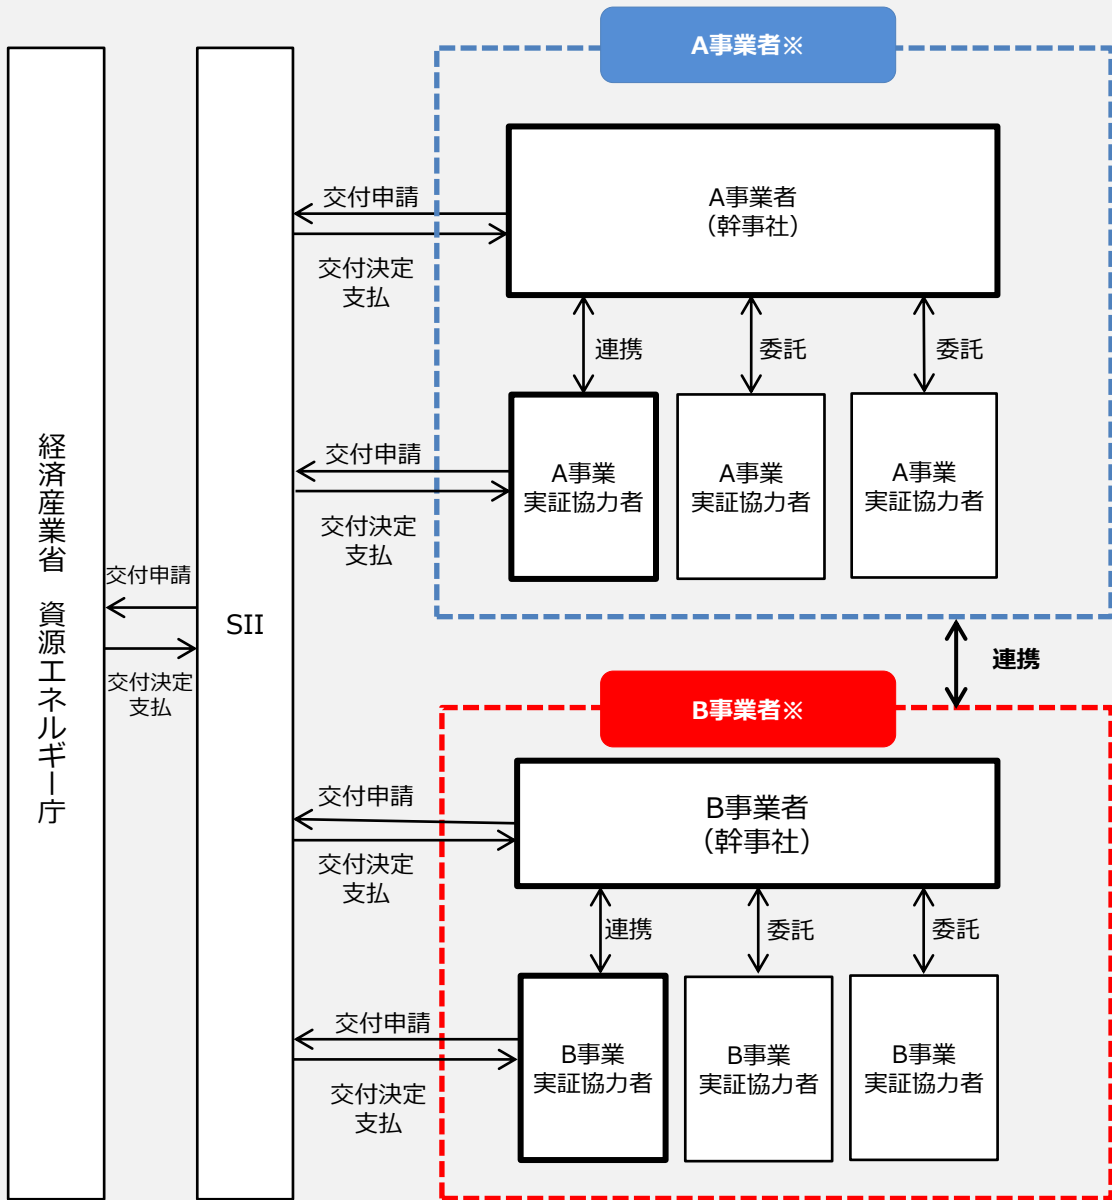 経済産業省　資源エネルギー庁
交付申請
交付決定
支払
SII
A事業者※
交付申請
交付決定
支払
A事業者
（幹事社）
連携
委託
委託
交付申請
交付決定
支払
A事業
実証協力者
A事業
実証協力者
A事業
実証協力者
連携
B事業者※
交付申請
交付決定
支払
B事業者
（幹事社）
連携
委託
委託
交付申請
交付決定
支払
B事業
実証協力者
B事業
実証協力者
B事業
実証協力者